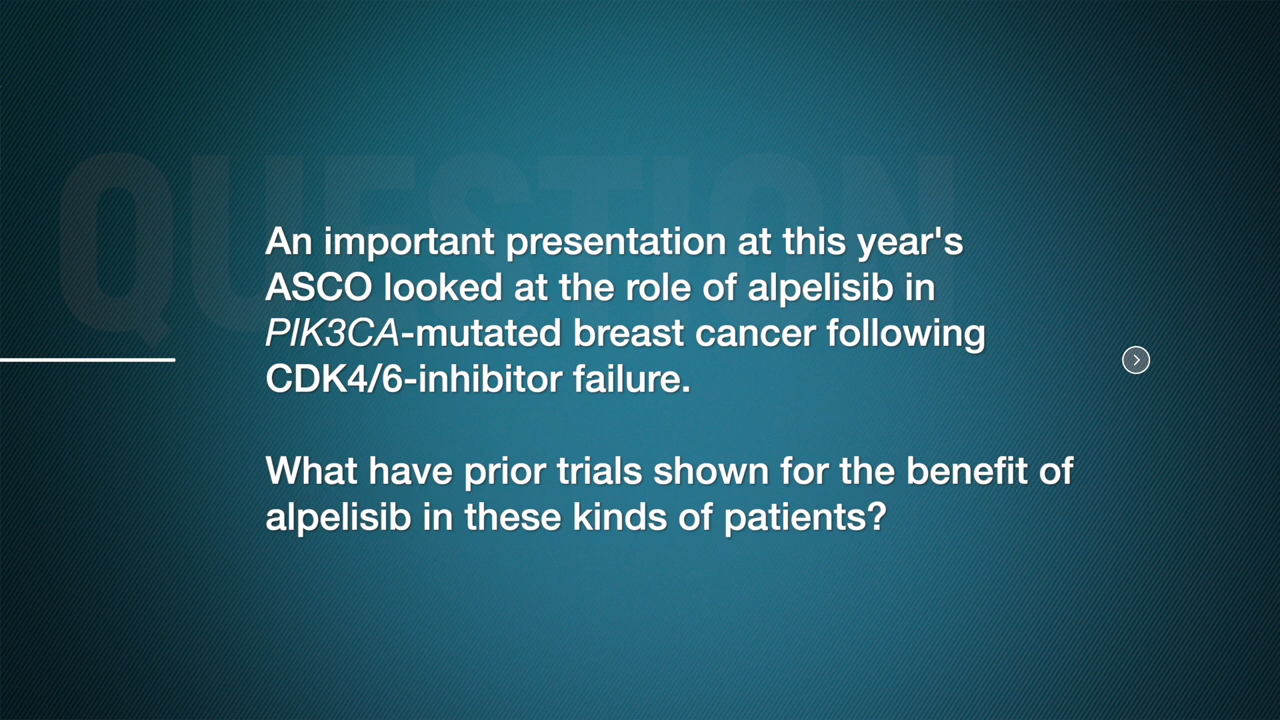 QUESTION
An important presentation at this year's
ASCO looked at the role of alpelisib in
PIK3CA-mutated breast cancer following
CDK4/6-inhibitor failure.
What have prior trials shown for the benefit of
alpelisib in these kinds of patients?